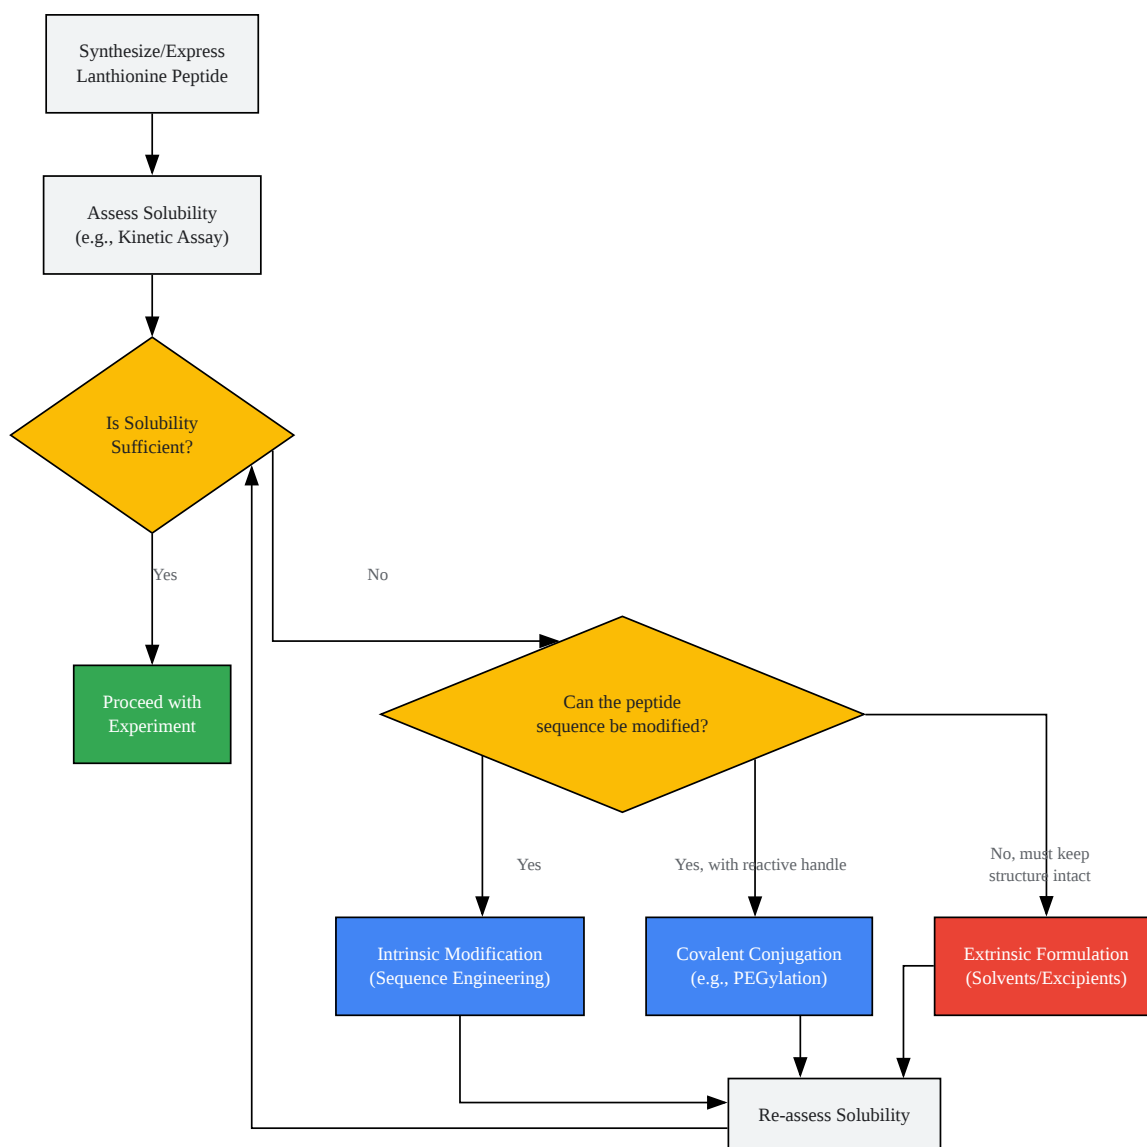 Synthesize/Express
Lanthionine Peptide
Assess Solubility
(e.g., Kinetic Assay)
Is Solubility
Sufficient?
Yes
No
Proceed with
Experiment
Can the peptide
sequence be modified?
Yes
Yes, with reactive handle
No, must keep
structure intact
Intrinsic Modification
(Sequence Engineering)
Covalent Conjugation
(e.g., PEGylation)
Extrinsic Formulation
(Solvents/Excipients)
Re-assess Solubility